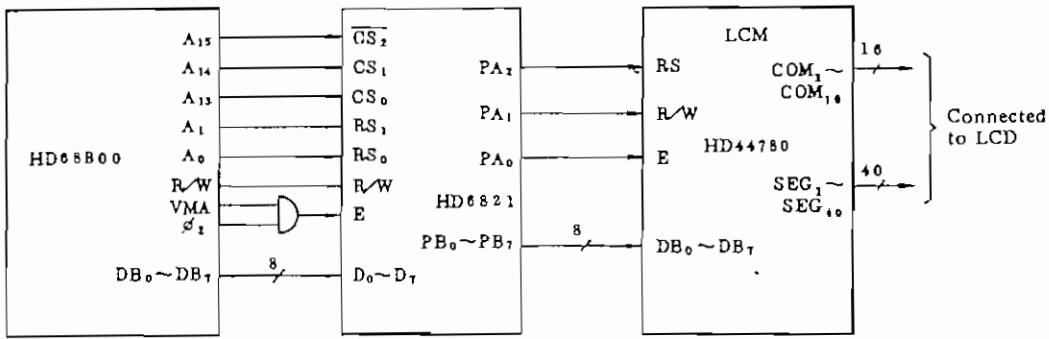 HD68B00
A₁₅
A₁₄
A₁₃
A₁
A₀
R/W
VMA
ϕ₂
DB₀~DB₇
8
C̅S̅₂̅
CS₁
CS₀
RS₁
RS₀
R/W
E
D₀~D₇
PA₂
PA₁
PA₀
HD6821
PB₀~PB₇
8
LCM
RS
R/W
E
HD44780
DB₀~DB₇
COM₁~
COM₁₆
SEG₁~
SEG₄₀
16
40
Connected
to LCD